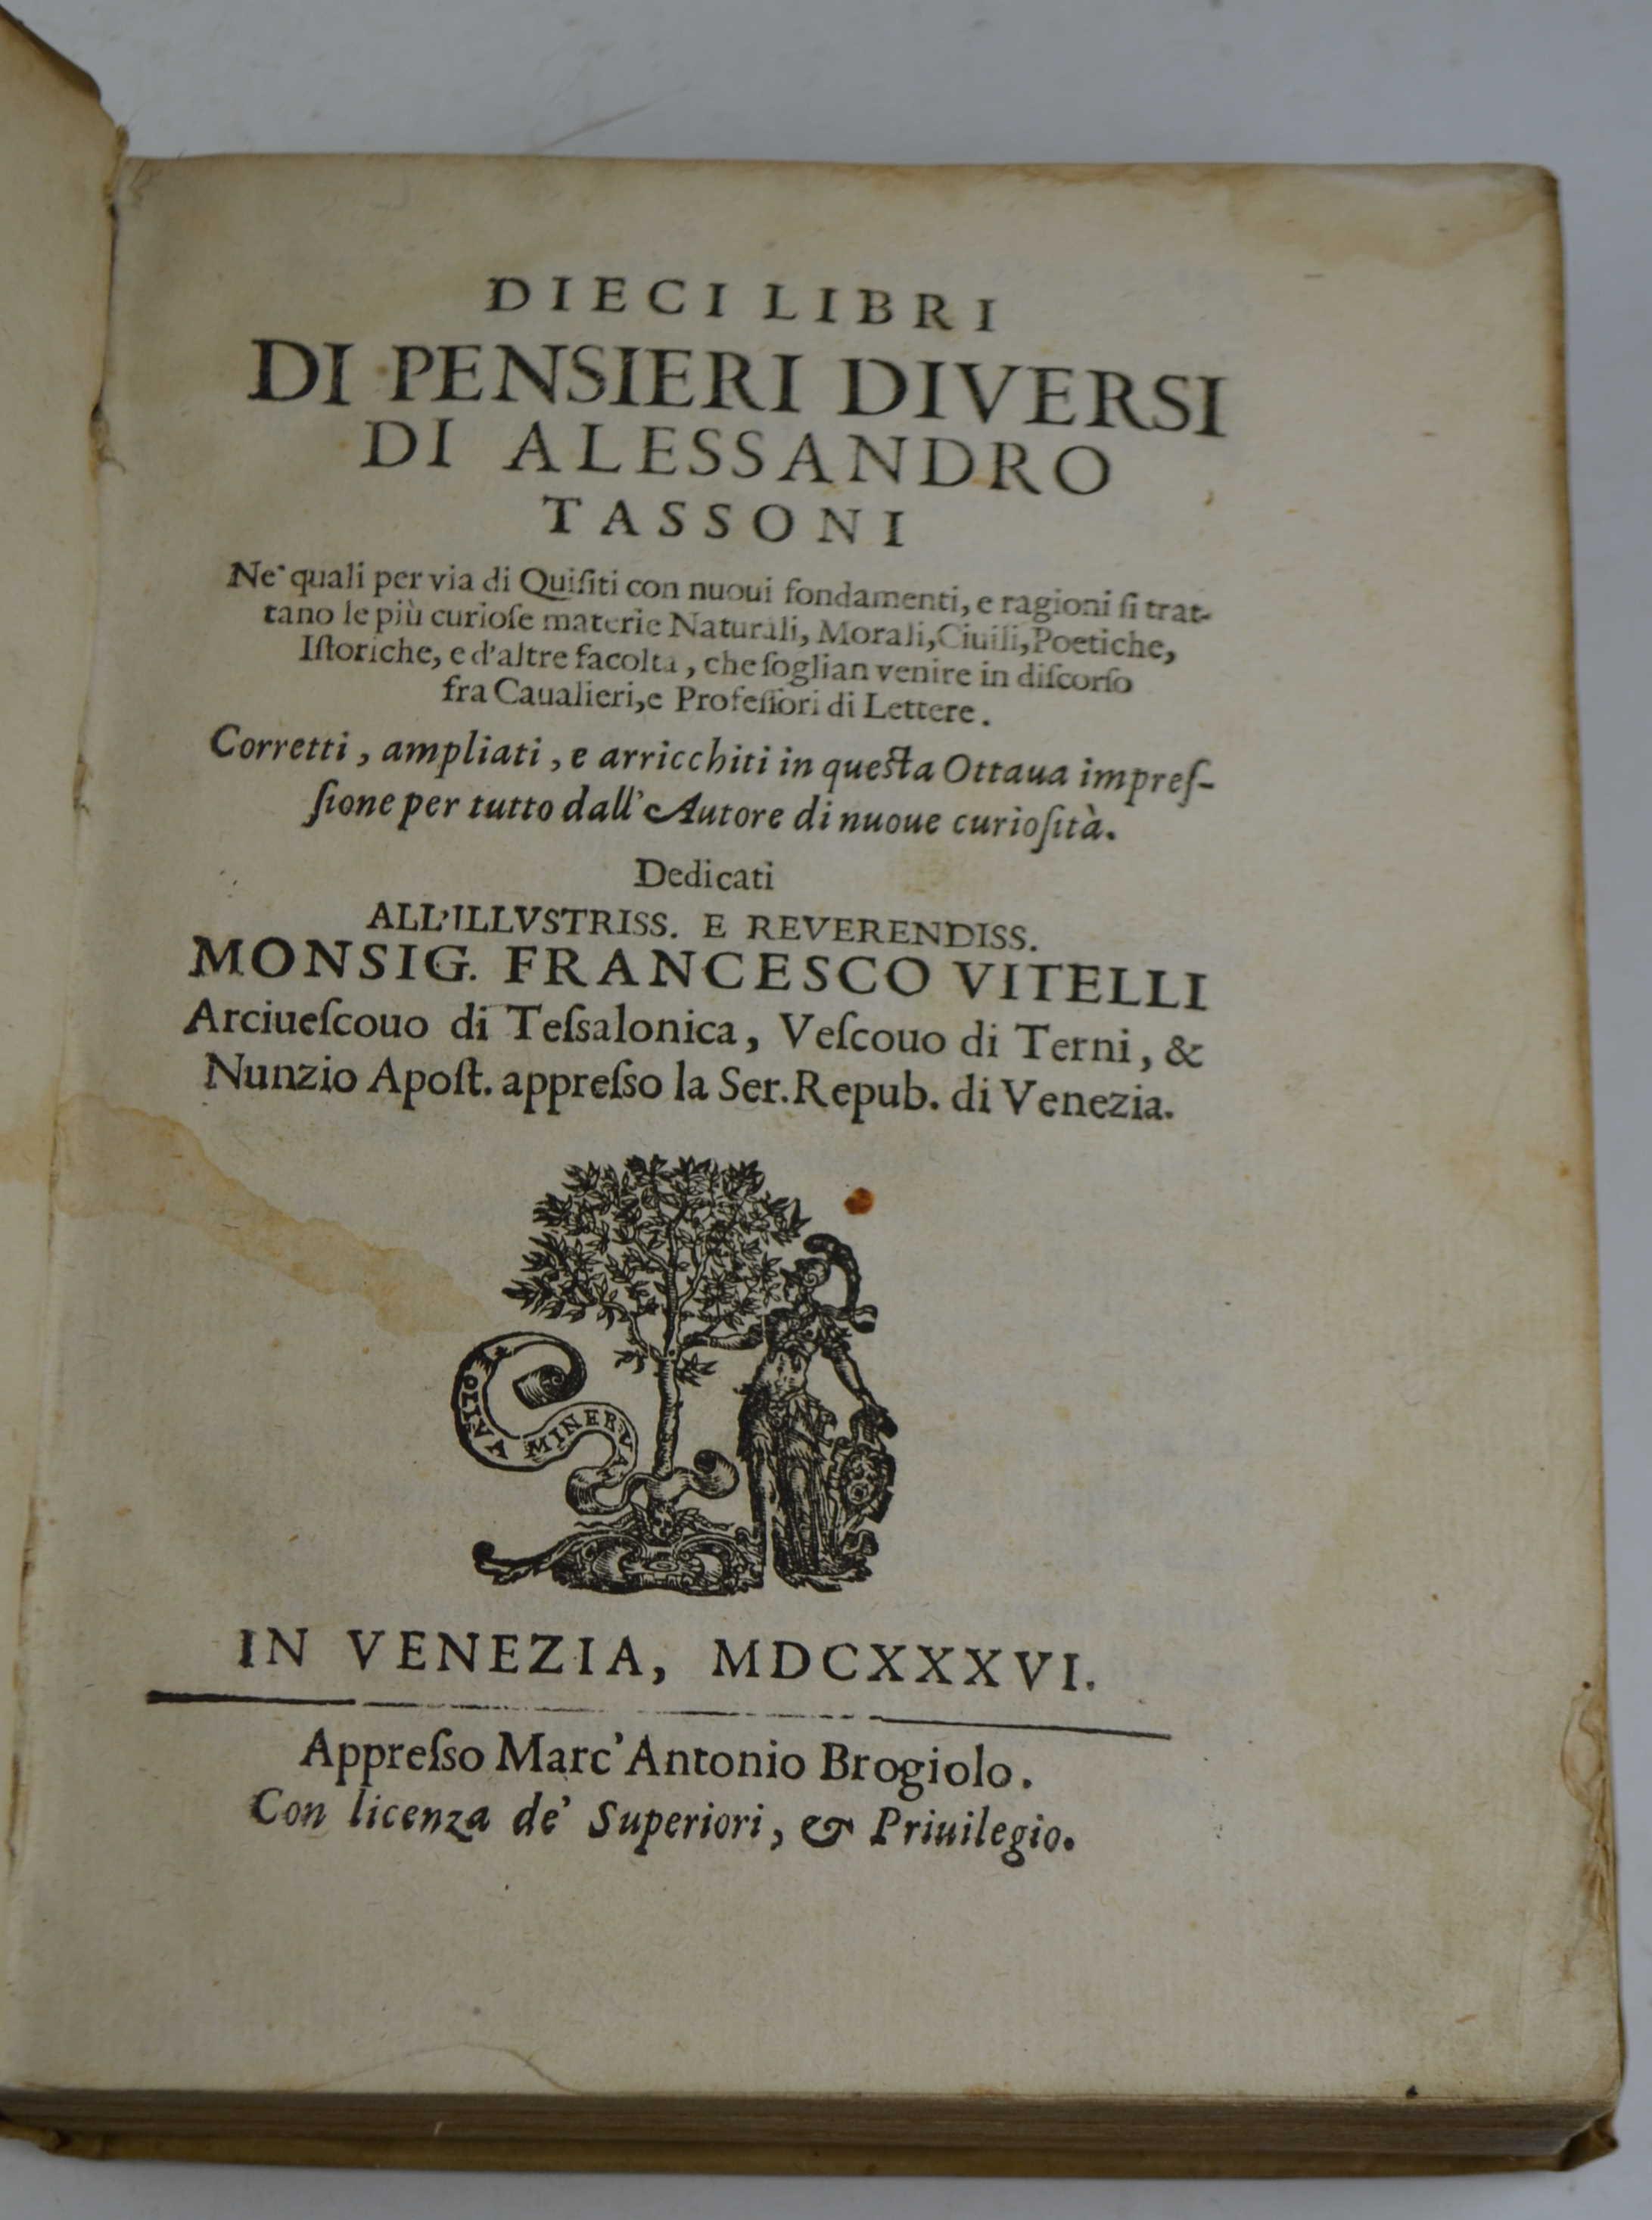 DIECI LIBRI
DI PENSIERI DIVERSI
DI ALESSANDRO
TASSONI
Ne' quali per via di Quiſiti con nuoui fondamenti, e ragioni ſi trat-
tano le più curioſe materie Naturali, Morali, Ciuili, Poetiche,
Iſtoriche, e d'altre facoltà, che ſoglian venire in diſcorſo
fra Caualieri, e Profeſſori di Lettere.
Corretti, ampliati, e arricchiti in queſta Ottaua impreſ-
ſione per tutto dall'Autore di nuoue curioſità.
Dedicati
ALL'ILLVSTRISS. E REVERENDISS.
MONSIG. FRANCESCO VITELLI
Arciueſcouo di Teſsalonica, Veſcouo di Terni, &
Nunzio Apoſt. appreſso la Ser. Repub. di Venezia.
MINERVA
IN VENEZIA, MDCXXXVI.
Appreſso Marc'Antonio Brogiolo.
Con licenza de' Superiori, & Priuilegio.